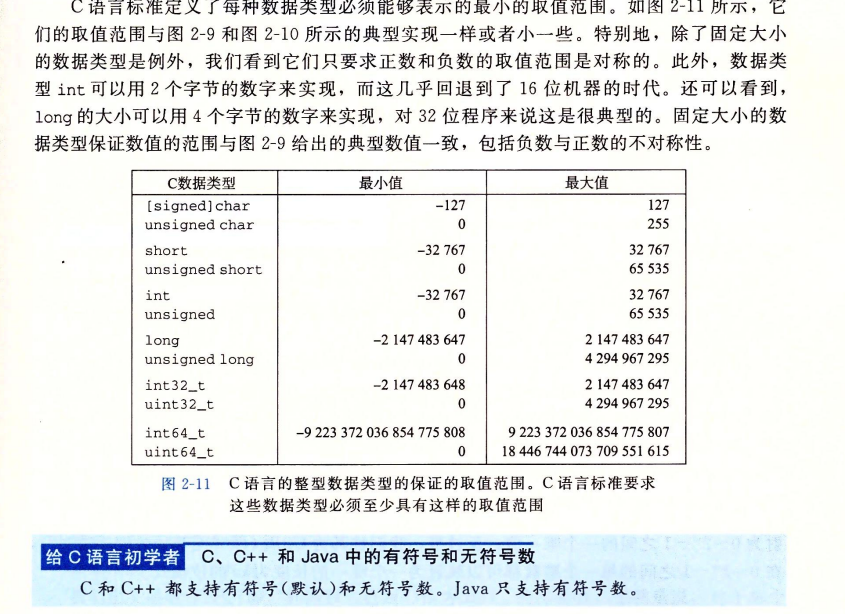 C 语言标准定义了每种数据类型必须能够表示的最小的取值范围。如图 2-11 所示，它
们的取值范围与图 2-9 和图 2-10 所示的典型实现一样或者小一些。特别地，除了固定大小
的数据类型是例外，我们看到它们只要求正数和负数的取值范围是对称的。此外，数据类
型 int 可以用 2 个字节的数字来实现，而这几乎回退到了 16 位机器的时代。还可以看到，
long 的大小可以用 4 个字节的数字来实现，对 32 位程序来说这是很典型的。固定大小的数
据类型保证数值的范围与图 2-9 给出的典型数值一致，包括负数与正数的不对称性。
C数据类型 最小值 最大值
[signed]char -127 127
unsigned char 0 255
short -32 767 32 767
unsigned short 0 65 535
int -32 767 32 767
unsigned 0 65 535
long -2 147 483 647 2 147 483 647
unsigned long 0 4 294 967 295
int32_t -2 147 483 648 2 147 483 647
uint32_t 0 4 294 967 295
int64_t -9 223 372 036 854 775 808 9 223 372 036 854 775 807
uint64_t 0 18 446 744 073 709 551 615
图 2-11 C 语言的整型数据类型的保证的取值范围。C 语言标准要求
这些数据类型必须至少具有这样的取值范围
给 C 语言初学者 C、C++ 和 Java 中的有符号和无符号数
C 和 C++ 都支持有符号(默认)和无符号数。Java 只支持有符号数。